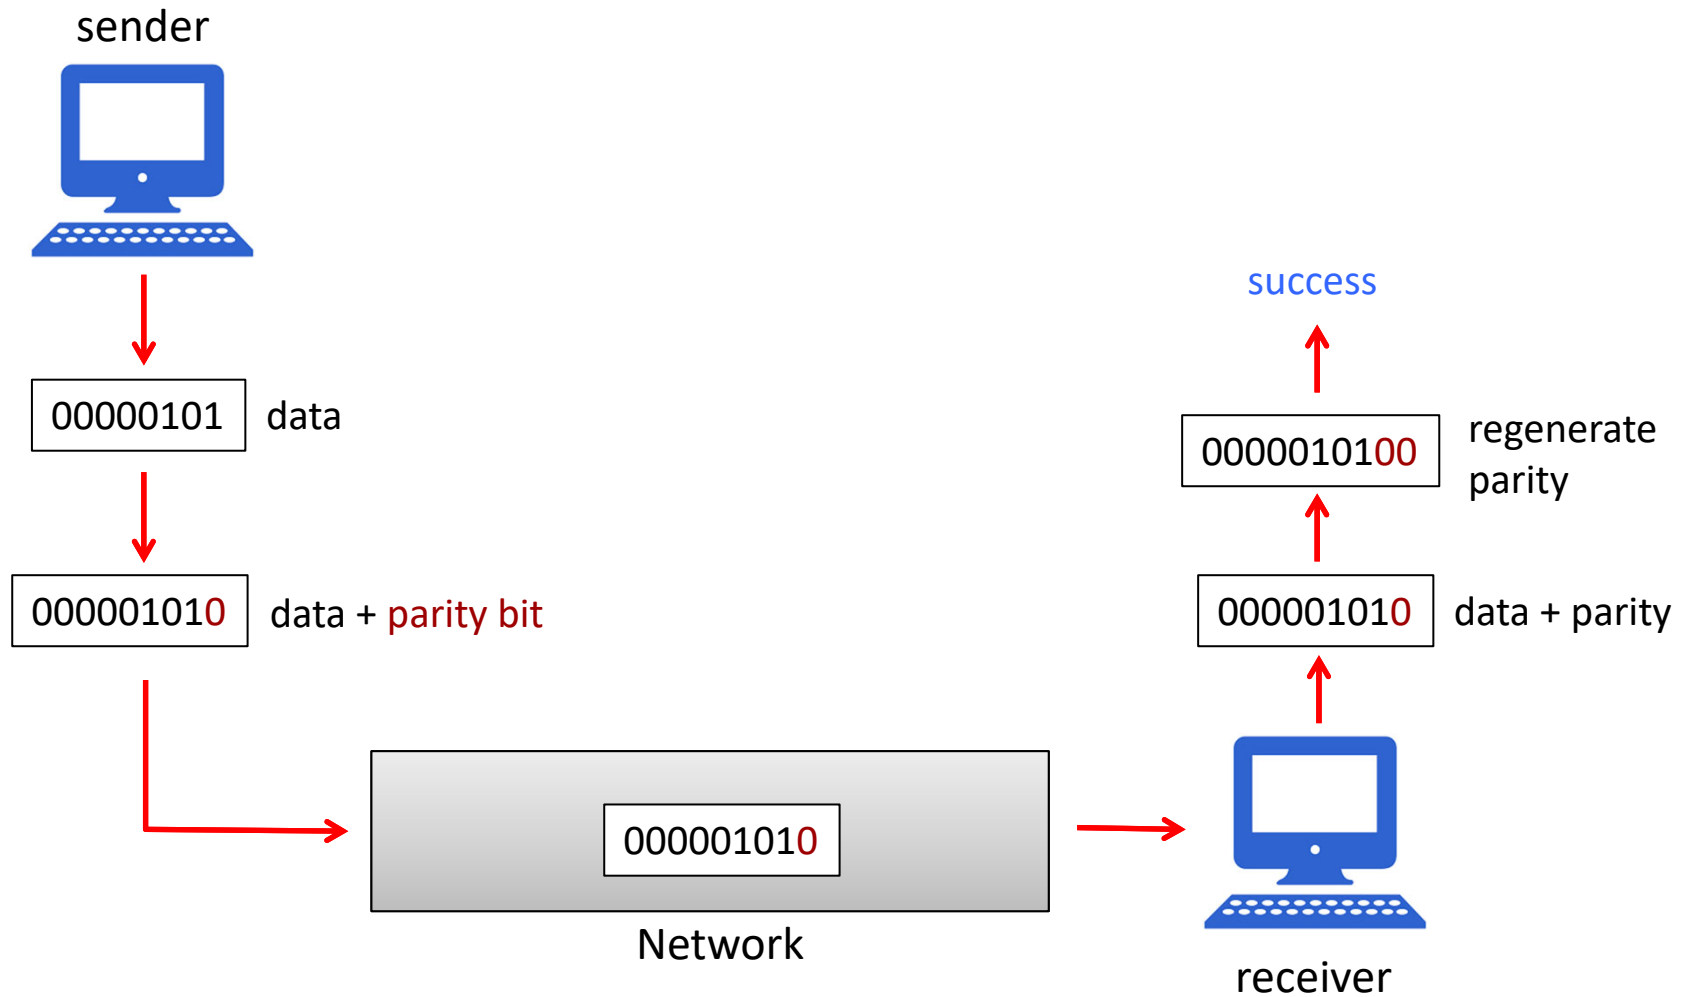 sender
00000101 data
000001010 data + parity bit
000001010
Network
receiver
000001010 data + parity
0000010100 regenerate
parity
success